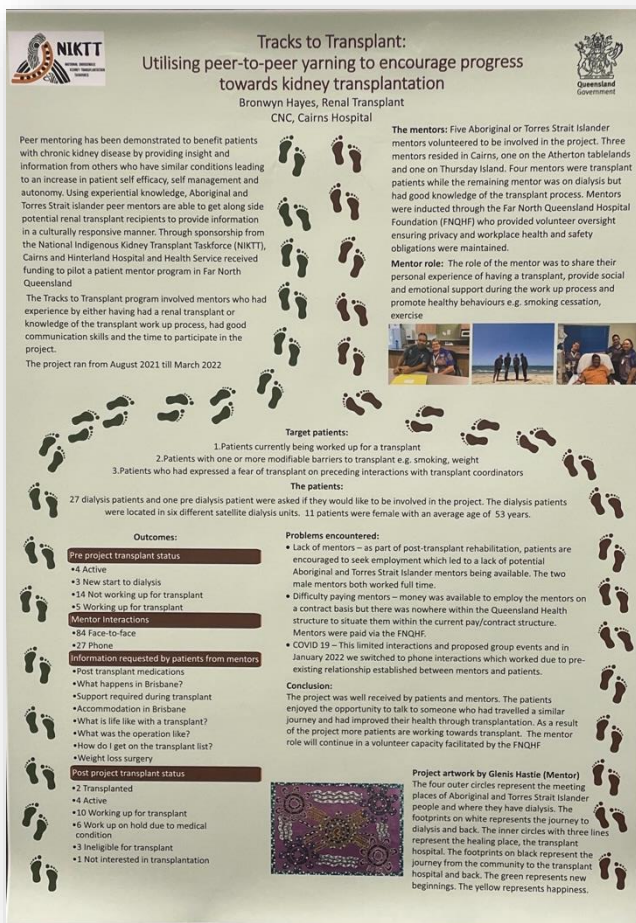 NIKTT
NATIONAL INDIGENOUS
KIDNEY TRANSPLANTATION
TASKFORCE
Tracks to Transplant:
Utilising peer-to-peer yarning to encourage progress
towards kidney transplantation
Bronwyn Hayes, Renal Transplant
CNC, Cairns Hospital
Queensland
Government
Peer mentoring has been demonstrated to benefit patients
with chronic kidney disease by providing insight and
information from others who have similar conditions leading
to an increase in patient self efficacy, self management and
autonomy. Using experiential knowledge, Aboriginal and
Torres Strait islander peer mentors are able to get along side
potential renal transplant recipients to provide information
in a culturally responsive manner. Through sponsorship from
the National Indigenous Kidney Transplant Taskforce (NIKTT),
Cairns and Hinterland Hospital and Health Service received
funding to pilot a patient mentor program in Far North
Queensland
The Tracks to Transplant program involved mentors who had
experience by either having had a renal transplant or
knowledge of the transplant work up process, had good
communication skills and the time to participate in the
project.
The project ran from August 2021 till March 2022
The mentors: Five Aboriginal or Torres Strait Islander
mentors volunteered to be involved in the project. Three
mentors resided in Cairns, one on the Atherton tablelands
and one on Thursday Island. Four mentors were transplant
patients while the remaining mentor was on dialysis but
had good knowledge of the transplant process. Mentors
were inducted through the Far North Queensland Hospital
Foundation (FNQHF) who provided volunteer oversight
ensuring privacy and workplace health and safety
obligations were maintained.
Mentor role: The role of the mentor was to share their
personal experience of having a transplant, provide social
and emotional support during the work up process and
promote healthy behaviours e.g. smoking cessation,
exercise
Target patients:
1.Patients currently being worked up for a transplant
2.Patients with one or more modifiable barriers to transplant e.g. smoking, weight
3.Patients who had expressed a fear of transplant on preceding interactions with transplant coordinators
The patients:
27 dialysis patients and one pre dialysis patient were asked if they would like to be involved in the project. The dialysis patients
were located in six different satellite dialysis units. 11 patients were female with an average age of 53 years.
Outcomes:
Pre project transplant status
•4 Active
•3 New start to dialysis
•14 Not working up for transplant
•5 Working up for transplant
Mentor Interactions
•84 Face-to-face
•27 Phone
Information requested by patients from mentors
•Post transplant medications
•What happens in Brisbane?
•Support required during transplant
•Accommodation in Brisbane
•What is life like with a transplant?
•What was the operation like?
•How do I get on the transplant list?
•Weight loss surgery
Post project transplant status
•2 Transplanted
•4 Active
•10 Working up for transplant
•6 Work up on hold due to medical
condition
•3 Ineligible for transplant
•1 Not interested in transplantation
Problems encountered:
• Lack of mentors – as part of post-transplant rehabilitation, patients are
encouraged to seek employment which led to a lack of potential
Aboriginal and Torres Strait Islander mentors being available. The two
male mentors both worked full time.
• Difficulty paying mentors – money was available to employ the mentors on
a contract basis but there was nowhere within the Queensland Health
structure to situate them within the current pay/contract structure.
Mentors were paid via the FNQHF.
• COVID 19 – This limited interactions and proposed group events and in
January 2022 we switched to phone interactions which worked due to pre-
existing relationship established between mentors and patients.
Conclusion:
The project was well received by patients and mentors. The patients
enjoyed the opportunity to talk to someone who had travelled a similar
journey and had improved their health through transplantation. As a result
of the project more patients are working towards transplant. The mentor
role will continue in a volunteer capacity facilitated by the FNQHF
Project artwork by Glenis Hastie (Mentor)
The four outer circles represent the meeting
places of Aboriginal and Torres Strait Islander
people and where they have dialysis. The
footprints on white represents the journey to
dialysis and back. The inner circles with three lines
represent the healing place, the transplant
hospital. The footprints on black represent the
journey from the community to the transplant
hospital and back. The green represents new
beginnings. The yellow represents happiness.